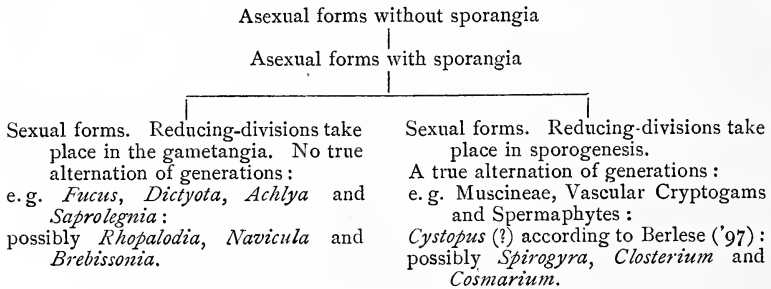 Asexual forms without sporangia
Asexual forms with sporangia
Sexual forms. Reducing-divisions take
place in the gametangia. No true
alternation of generations :
e. g. Fucus, Dictyota, Achlya and
Saprolegnia :
possibly Rhopalodia, Navicula and
Brebissonia.
Sexual forms. Reducing-divisions take
place in sporogenesis.
A true alternation of generations :
e. g. Muscineae, Vascular Cryptogams
and Spermaphytes :
Cystopus (?) according to Berlese ('97) :
possibly Spirogyra, Closterium and
Cosmarium.